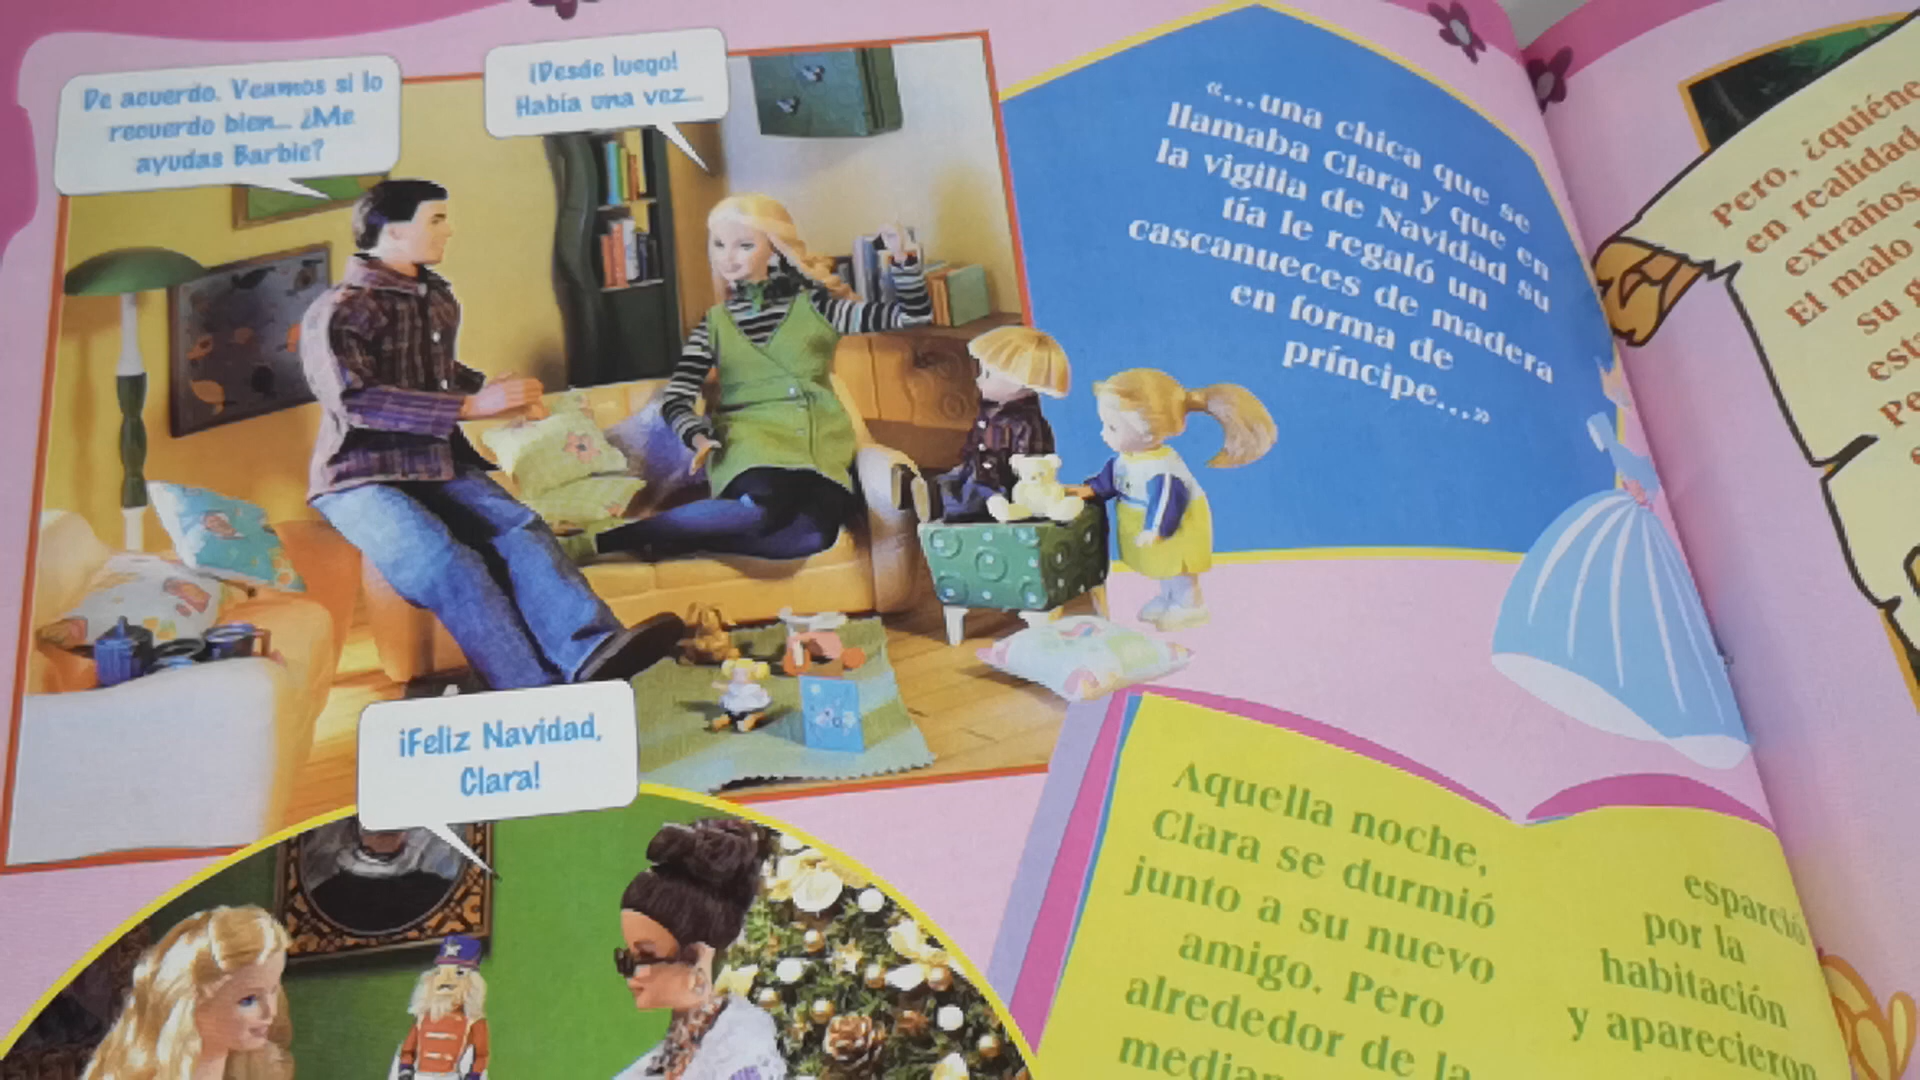 De acuerdo. Veamos si lo
recuerdo bien... ¿Me
ayudas Barbie?
¡Desde luego!
Había una vez...
«...una chica que se
llamaba Clara y que en
la vigilia de Navidad su
tía le regaló un
cascanueces de madera
en forma de
príncipe...»
¡Feliz Navidad,
Clara!
Aquella noche,
Clara se durmió
junto a su nuevo
amigo. Pero
alrededor de la
esparció
por la
habitación
y aparecieron
Pero,
en realidad
extraños
El malo
su